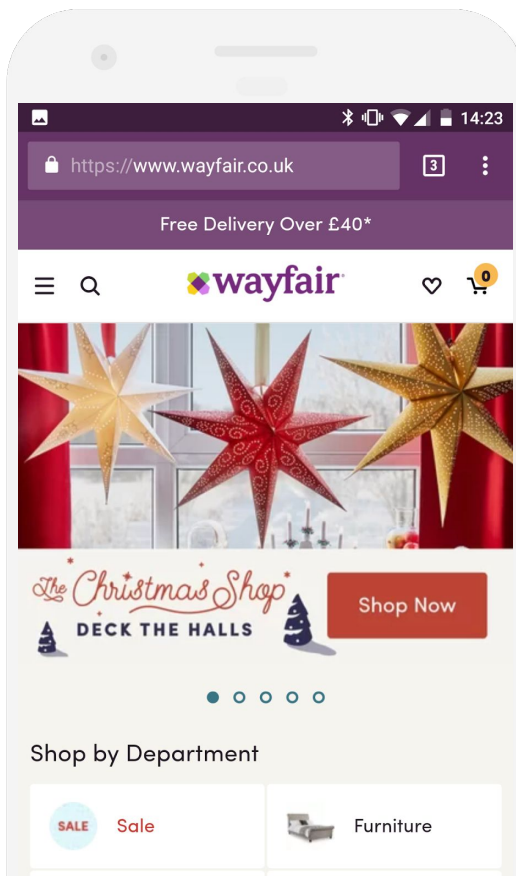 14:23
https://www.wayfair.co.uk
3
Free Delivery Over £40*
wayfair
0
The Christmas Shop
DECK THE HALLS
Shop Now
Shop by Department
SALE
Sale
Furniture